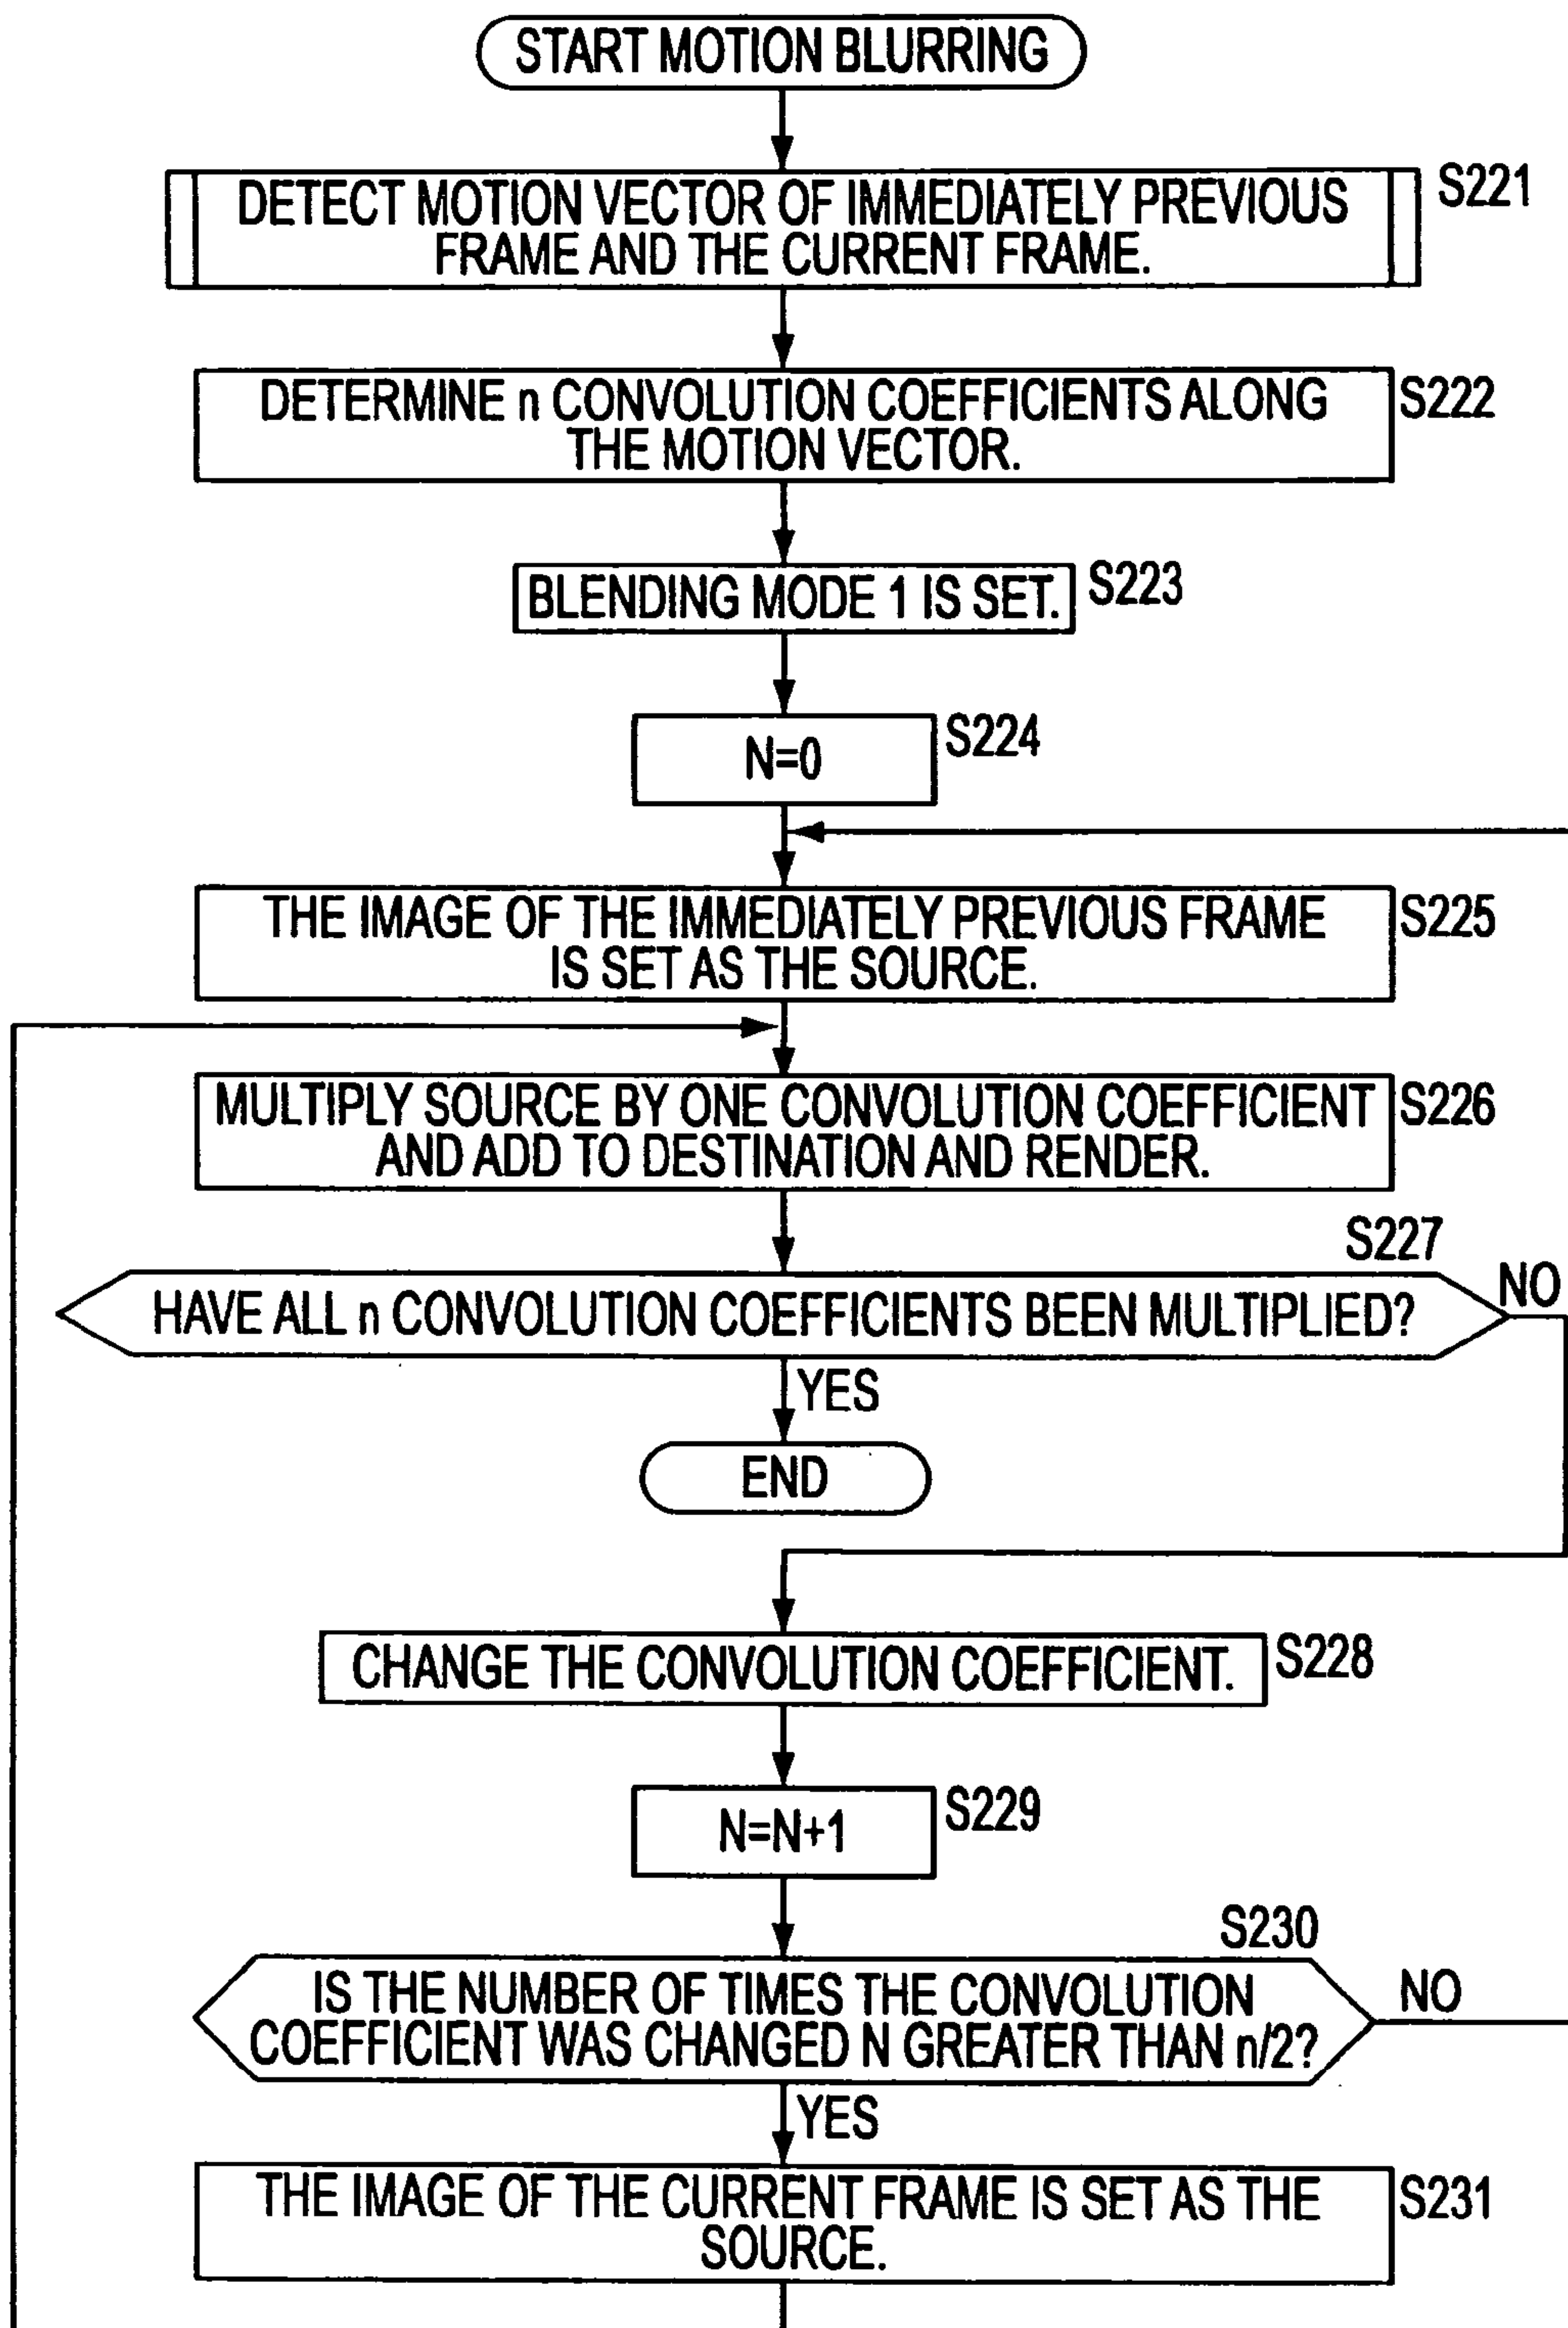 START MOTION BLURRING
DETECT MOTION VECTOR OF IMMEDIATELY PREVIOUS
FRAME AND THE CURRENT FRAME.
S221
DETERMINE n CONVOLUTION COEFFICIENTS ALONG
THE MOTION VECTOR.
S222
BLENDING MODE 1 IS SET.
S223
N=0
S224
THE IMAGE OF THE IMMEDIATELY PREVIOUS FRAME
IS SET AS THE SOURCE.
S225
MULTIPLY SOURCE BY ONE CONVOLUTION COEFFICIENT
AND ADD TO DESTINATION AND RENDER.
S226
S227
HAVE ALL n CONVOLUTION COEFFICIENTS BEEN MULTIPLIED?
NO
YES
END
CHANGE THE CONVOLUTION COEFFICIENT.
S228
N=N+1
S229
S230
IS THE NUMBER OF TIMES THE CONVOLUTION
COEFFICIENT WAS CHANGED N GREATER THAN n/2?
NO
YES
THE IMAGE OF THE CURRENT FRAME IS SET AS THE
SOURCE.
S231